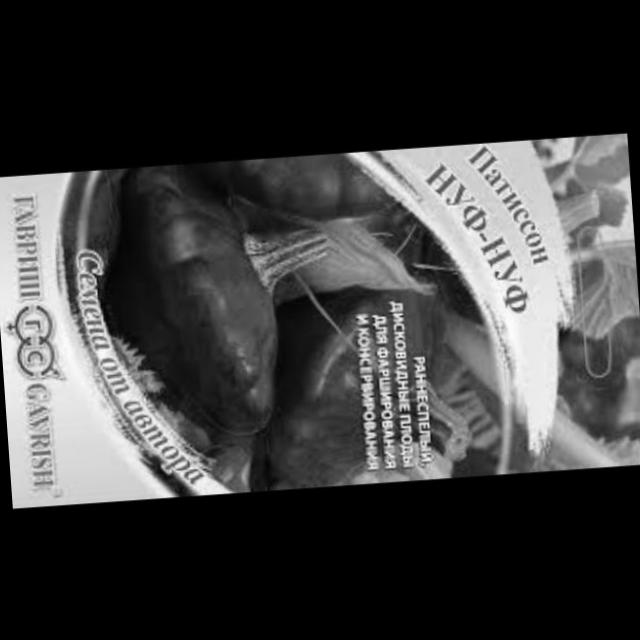 Патиссон
НУФ-НУФ
РАННЕСПЕЛЫЙ
ДИСКОВИДНЫЕ ПЛОДЫ
ДЛЯ ФАРШИРОВАНИЯ
И КОНСЕРВИРОВАНИЯ
Семена от автора
ГАВРИШ GAVRISH